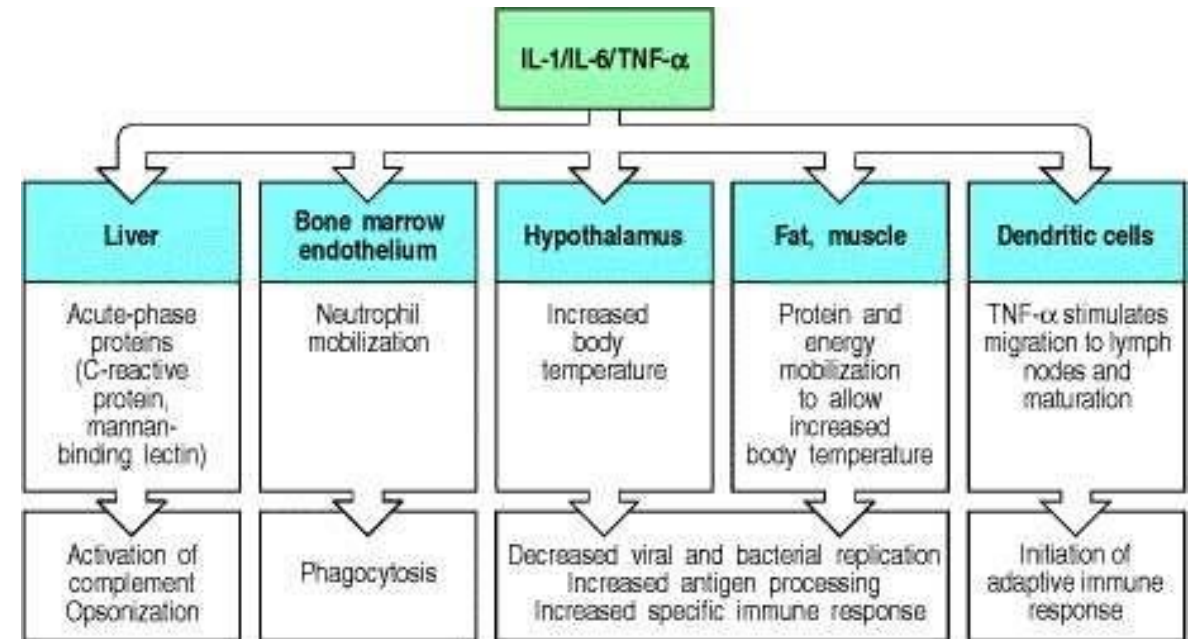 IL-1/IL-6/TNF-α
Liver
Bone marrow
endothelium
Hypothalamus
Fat, muscle
Dendritic cells
Acute-phase
proteins
(C-reactive
protein,
mannan-
binding lectin)
Neutrophil
mobilization
Increased
body
temperature
Protein and
energy
mobilization
to allow
increased
body temperature
TNF-α stimulates
migration to lymph
nodes and
maturation
Activation of
complement
Opsonization
Phagocytosis
Decreased viral and bacterial replication
Increased antigen processing
Increased specific immune response
Initiation of
adaptive immune
response